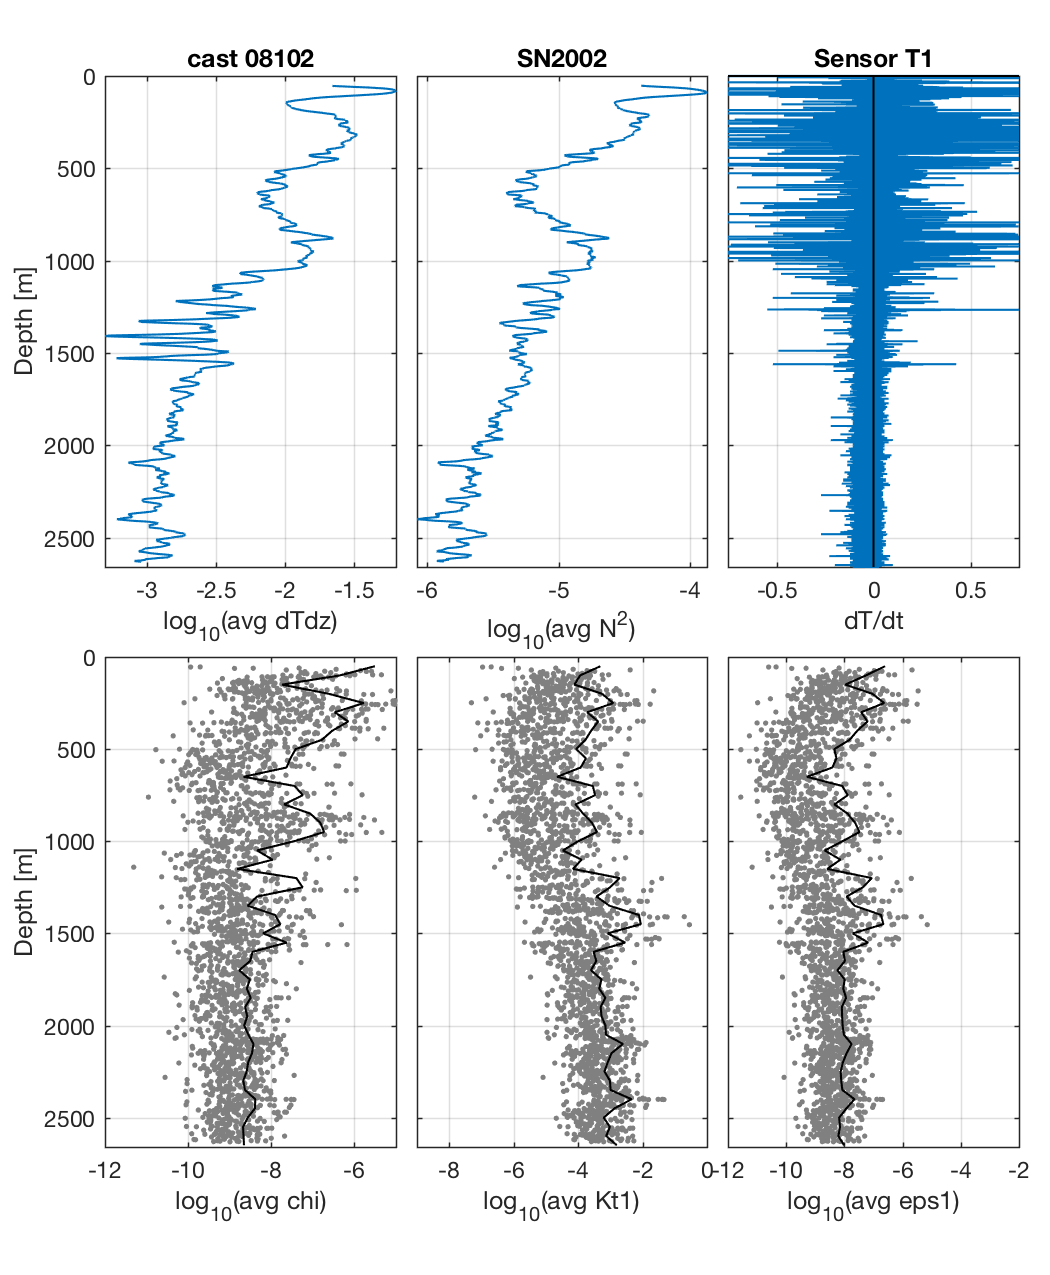 cast 08102 SN2002 Sensor T1
0
500
1000
1500
2000
2500
Depth [m]
-3 -2.5 -2 -1.5 -6 -5 -4 -0.5 0 0.5
log10(avg dTdz) log10(avg N2) dT/dt
0
500
1000
1500
2000
2500
Depth [m]
-12 -10 -8 -6 -8 -6 -4 -2 0 -12 -10 -8 -6 -4 -2
log10(avg chi) log10(avg Kt1) log10(avg eps1)